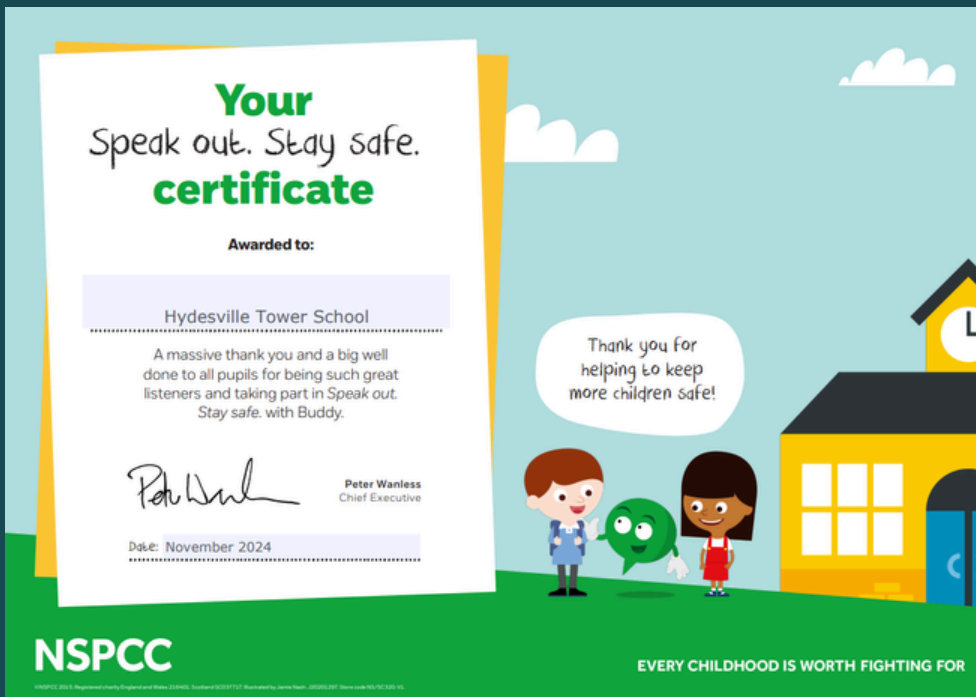 Your
Speak out. Stay safe.
certificate
Awarded to:
Hydesville Tower School
A massive thank you and a big well
done to all pupils for being such great
listeners and taking part in Speak out.
Stay safe. with Buddy.
Peter Wanless
Chief Executive
Date: November 2024
Thank you for
helping to keep
more children safe!
NSPCC
EVERY CHILDHOOD IS WORTH FIGHTING FOR